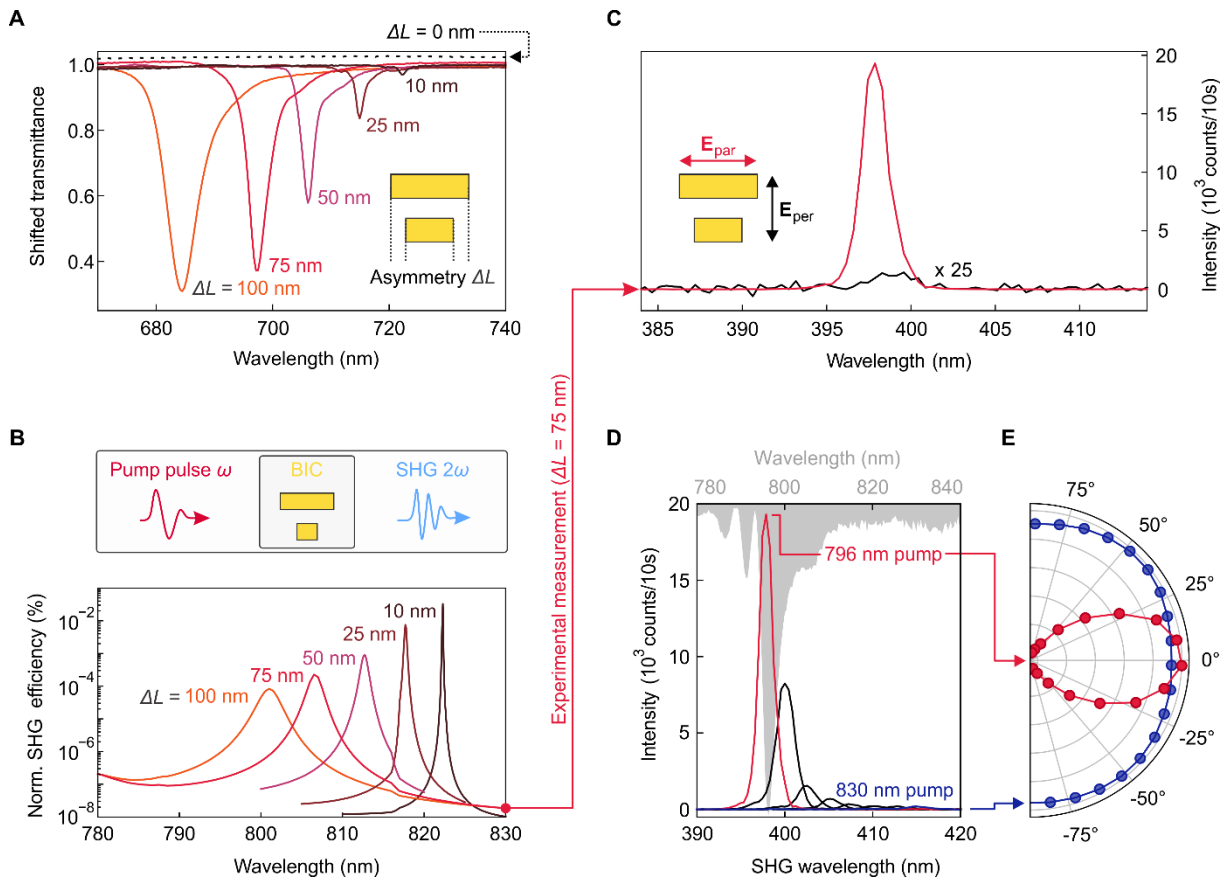 A
ΔL = 0 nm
1.0
0.8
0.6
0.4
Shifted transmittance
10 nm
25 nm
50 nm
75 nm
ΔL = 100 nm
Asymmetry ΔL
680
700
720
740
Wavelength (nm)
B
Pump pulse ω
BIC
SHG 2ω
Norm. SHG efficiency (%)
10⁻²
10⁻⁴
10⁻⁶
10⁻⁸
ΔL = 100 nm
75 nm
50 nm
25 nm
10 nm
780
790
800
810
820
830
Wavelength (nm)
Experimental measurement (ΔL = 75 nm)
C
E par
E per
x 25
20
15
10
5
0
Intensity (10³ counts/10s)
385
390
395
400
405
410
Wavelength (nm)
D
Wavelength (nm)
780
800
820
840
20
15
10
5
0
Intensity (10³ counts/10s)
796 nm pump
830 nm pump
390
400
410
420
SHG wavelength (nm)
E
75°
50°
25°
0°
-25°
-50°
-75°